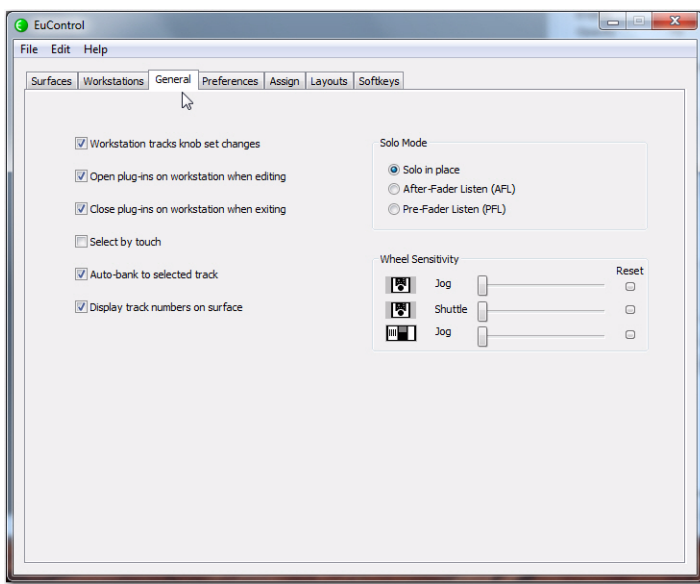 EuControl
File Edit Help
Surfaces Workstations General Preferences Assign Layouts Softkeys
Workstation tracks knob set changes
Open plug-ins on workstation when editing
Close plug-ins on workstation when exiting
Select by touch
Auto-bank to selected track
Display track numbers on surface
Solo Mode
Solo in place
After-Fader Listen (AFL)
Pre-Fader Listen (PFL)
Wheel Sensitivity
Reset
Jog
Shuttle
Jog